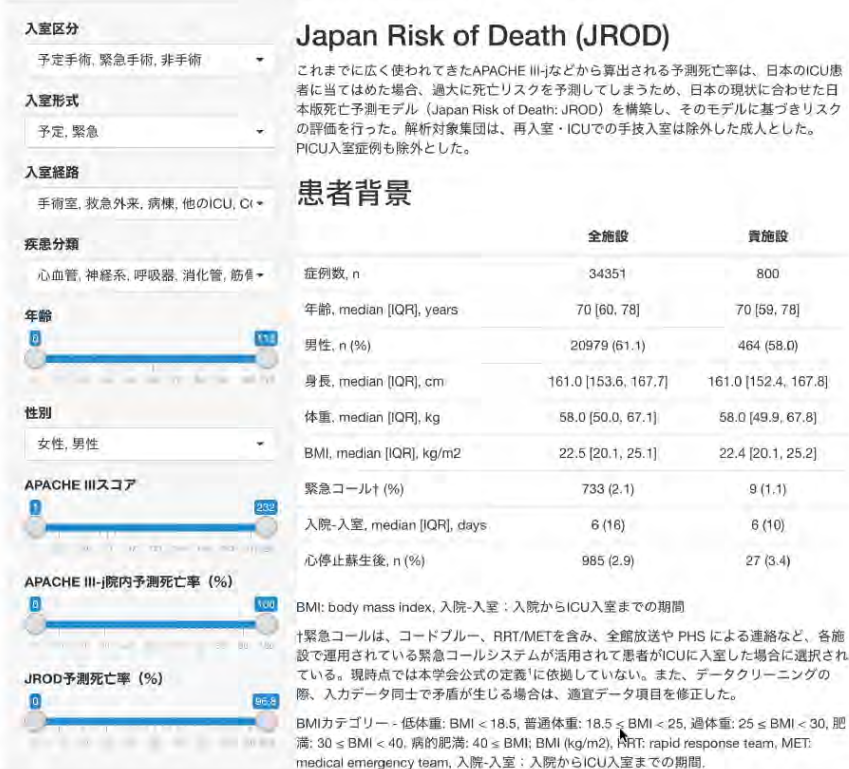 入室区分
予定手術, 緊急手術, 非手術
入室形式
予定, 緊急
入室経路
手術室, 救急外来, 病棟, 他のICU, C
疾患分類
心血管, 神経系, 呼吸器, 消化管, 筋骨
年齢
0
性別
女性, 男性
APACHE IIIスコア
1 232
APACHE III-j院内予測死亡率（%）
0 100
JROD予測死亡率（%）
0 96.8
Japan Risk of Death (JROD)
これまでに広く使われてきたAPACHE III-jなどから算出される予測死亡率は、日本のICU患
者に当てはめた場合、過大に死亡リスクを予測してしまうため、日本の現状に合わせた日
本版死亡予測モデル（Japan Risk of Death: JROD）を構築し、そのモデルに基づきリスク
の評価を行った。解析対象集団は、再入室・ICUでの手技入室は除外した成人とした。
PICU入室症例も除外とした。
患者背景
全施設 貴施設
症例数, n 34351 800
年齢, median [IQR], years 70 [60, 78] 70 [59, 78]
男性, n (%) 20979 (61.1) 464 (58.0)
身長, median [IQR], cm 161.0 [153.6, 167.7] 161.0 [152.4, 167.8]
体重, median [IQR], kg 58.0 [50.0, 67.1] 58.0 [49.9, 67.8]
BMI, median [IQR], kg/m2 22.5 [20.1, 25.1] 22.4 [20.1, 25.2]
緊急コール† (%) 733 (2.1) 9 (1.1)
入院-入室, median [IQR], days 6 (16) 6 (10)
心停止蘇生後, n (%) 985 (2.9) 27 (3.4)
BMI: body mass index, 入院-入室；入院からICU入室までの期間
†緊急コールは、コードブルー、RRT/METを含み、全館放送や PHS による連絡など、各施
設で運用されている緊急コールシステムが活用されて患者がICUに入室した場合に選択され
ている。現時点では本学会公式の定義¹に依拠していない。また、データクリーニングの
際、入力データ同士で矛盾が生じる場合は、適宜データ項目を修正した。
BMIカテゴリー - 低体重: BMI < 18.5, 普通体重: 18.5 ≤ BMI < 25, 過体重: 25 ≤ BMI < 30, 肥
満: 30 ≤ BMI < 40, 病的肥満: 40 ≤ BMI; BMI (kg/m2), RRT: rapid response team, MET:
medical emergency team, 入院-入室；入院からICU入室までの期間.